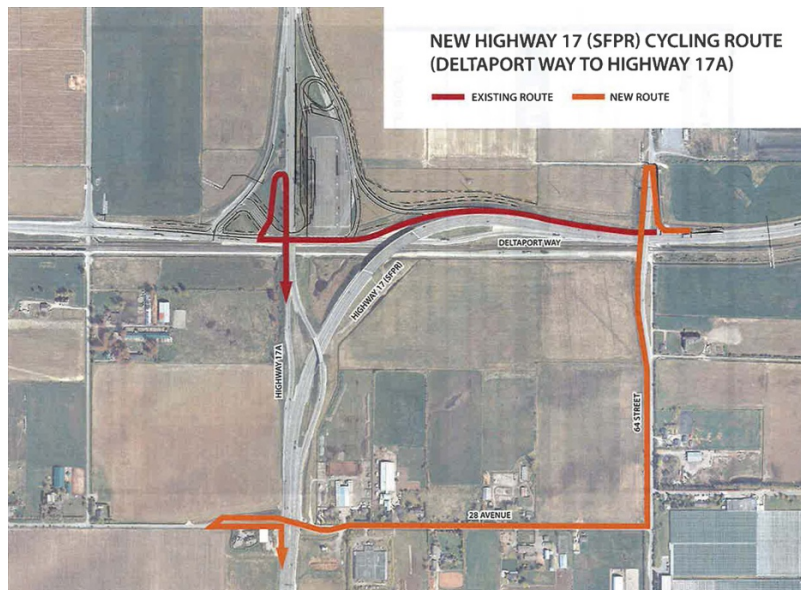 NEW HIGHWAY 17 (SFPR) CYCLING ROUTE
(DELTAPORT WAY TO HIGHWAY 17A)
EXISTING ROUTE
NEW ROUTE
DELTAPORT WAY
HIGHWAY 17 (SFPR)
HIGHWAY 17A
64 STREET
28 AVENUE